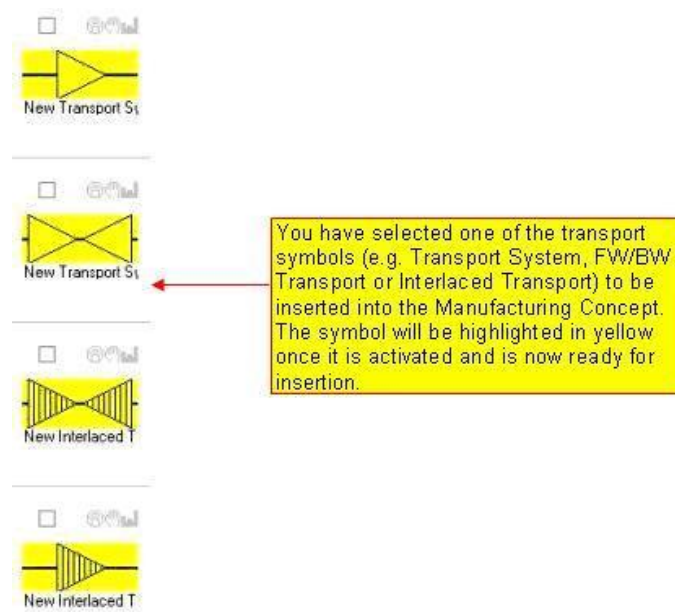 New Transport Sy
New Transport Sy
You have selected one of the transport
symbols (e.g. Transport System, FW/BW
Transport or Interlaced Transport) to be
inserted into the Manufacturing Concept.
The symbol will be highlighted in yellow
once it is activated and is now ready for
insertion.
New Interlaced T
New Interlaced T